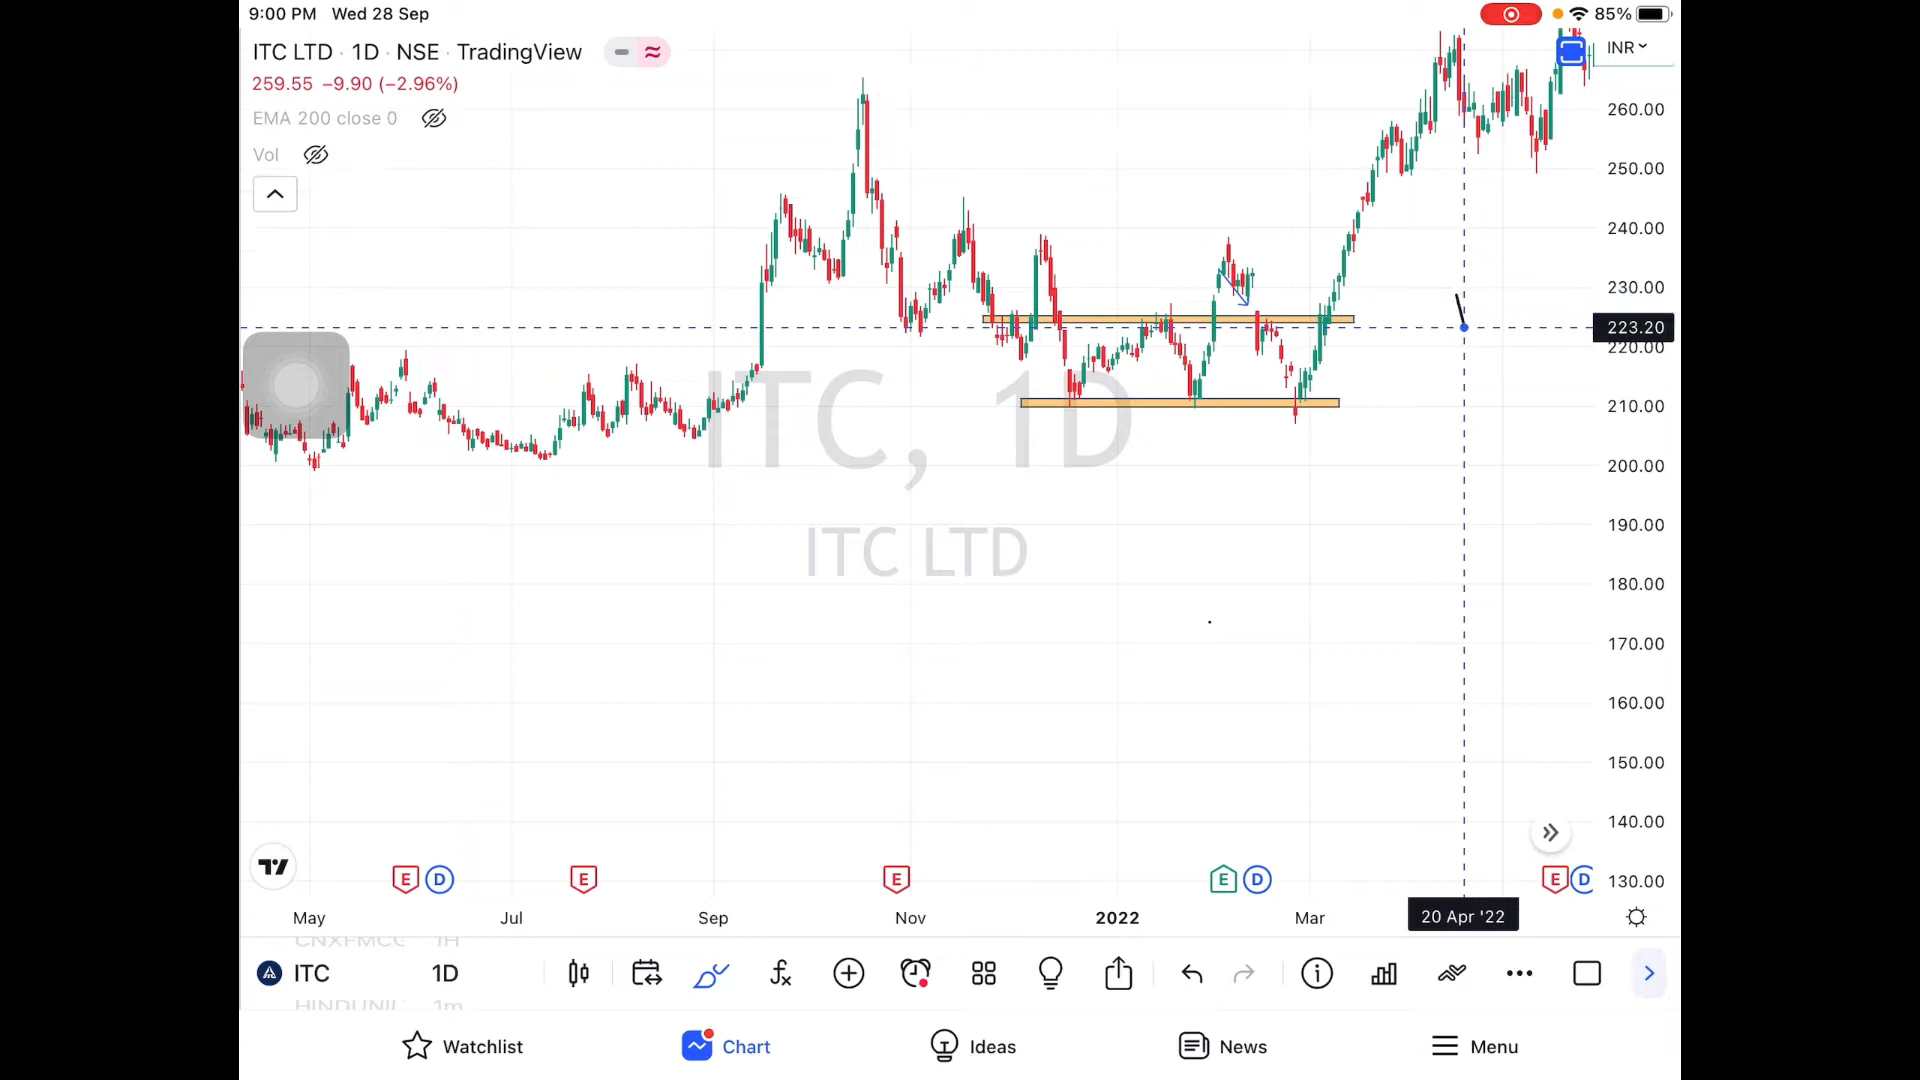 9:00 PM Wed 28 Sep 85%
ITC LTD · 1D · NSE · TradingView
INR
259.55 −9.90 (−2.96%)
EMA 200 close 0
Vol
260.00
250.00
240.00
230.00
223.20
220.00
210.00
200.00
190.00
180.00
170.00
160.00
150.00
140.00
130.00
ITC, 1D
ITC LTD
E D E E E D E D
May Jul Sep Nov 2022 Mar 20 Apr '22
ITC 1D
Watchlist Chart Ideas News Menu